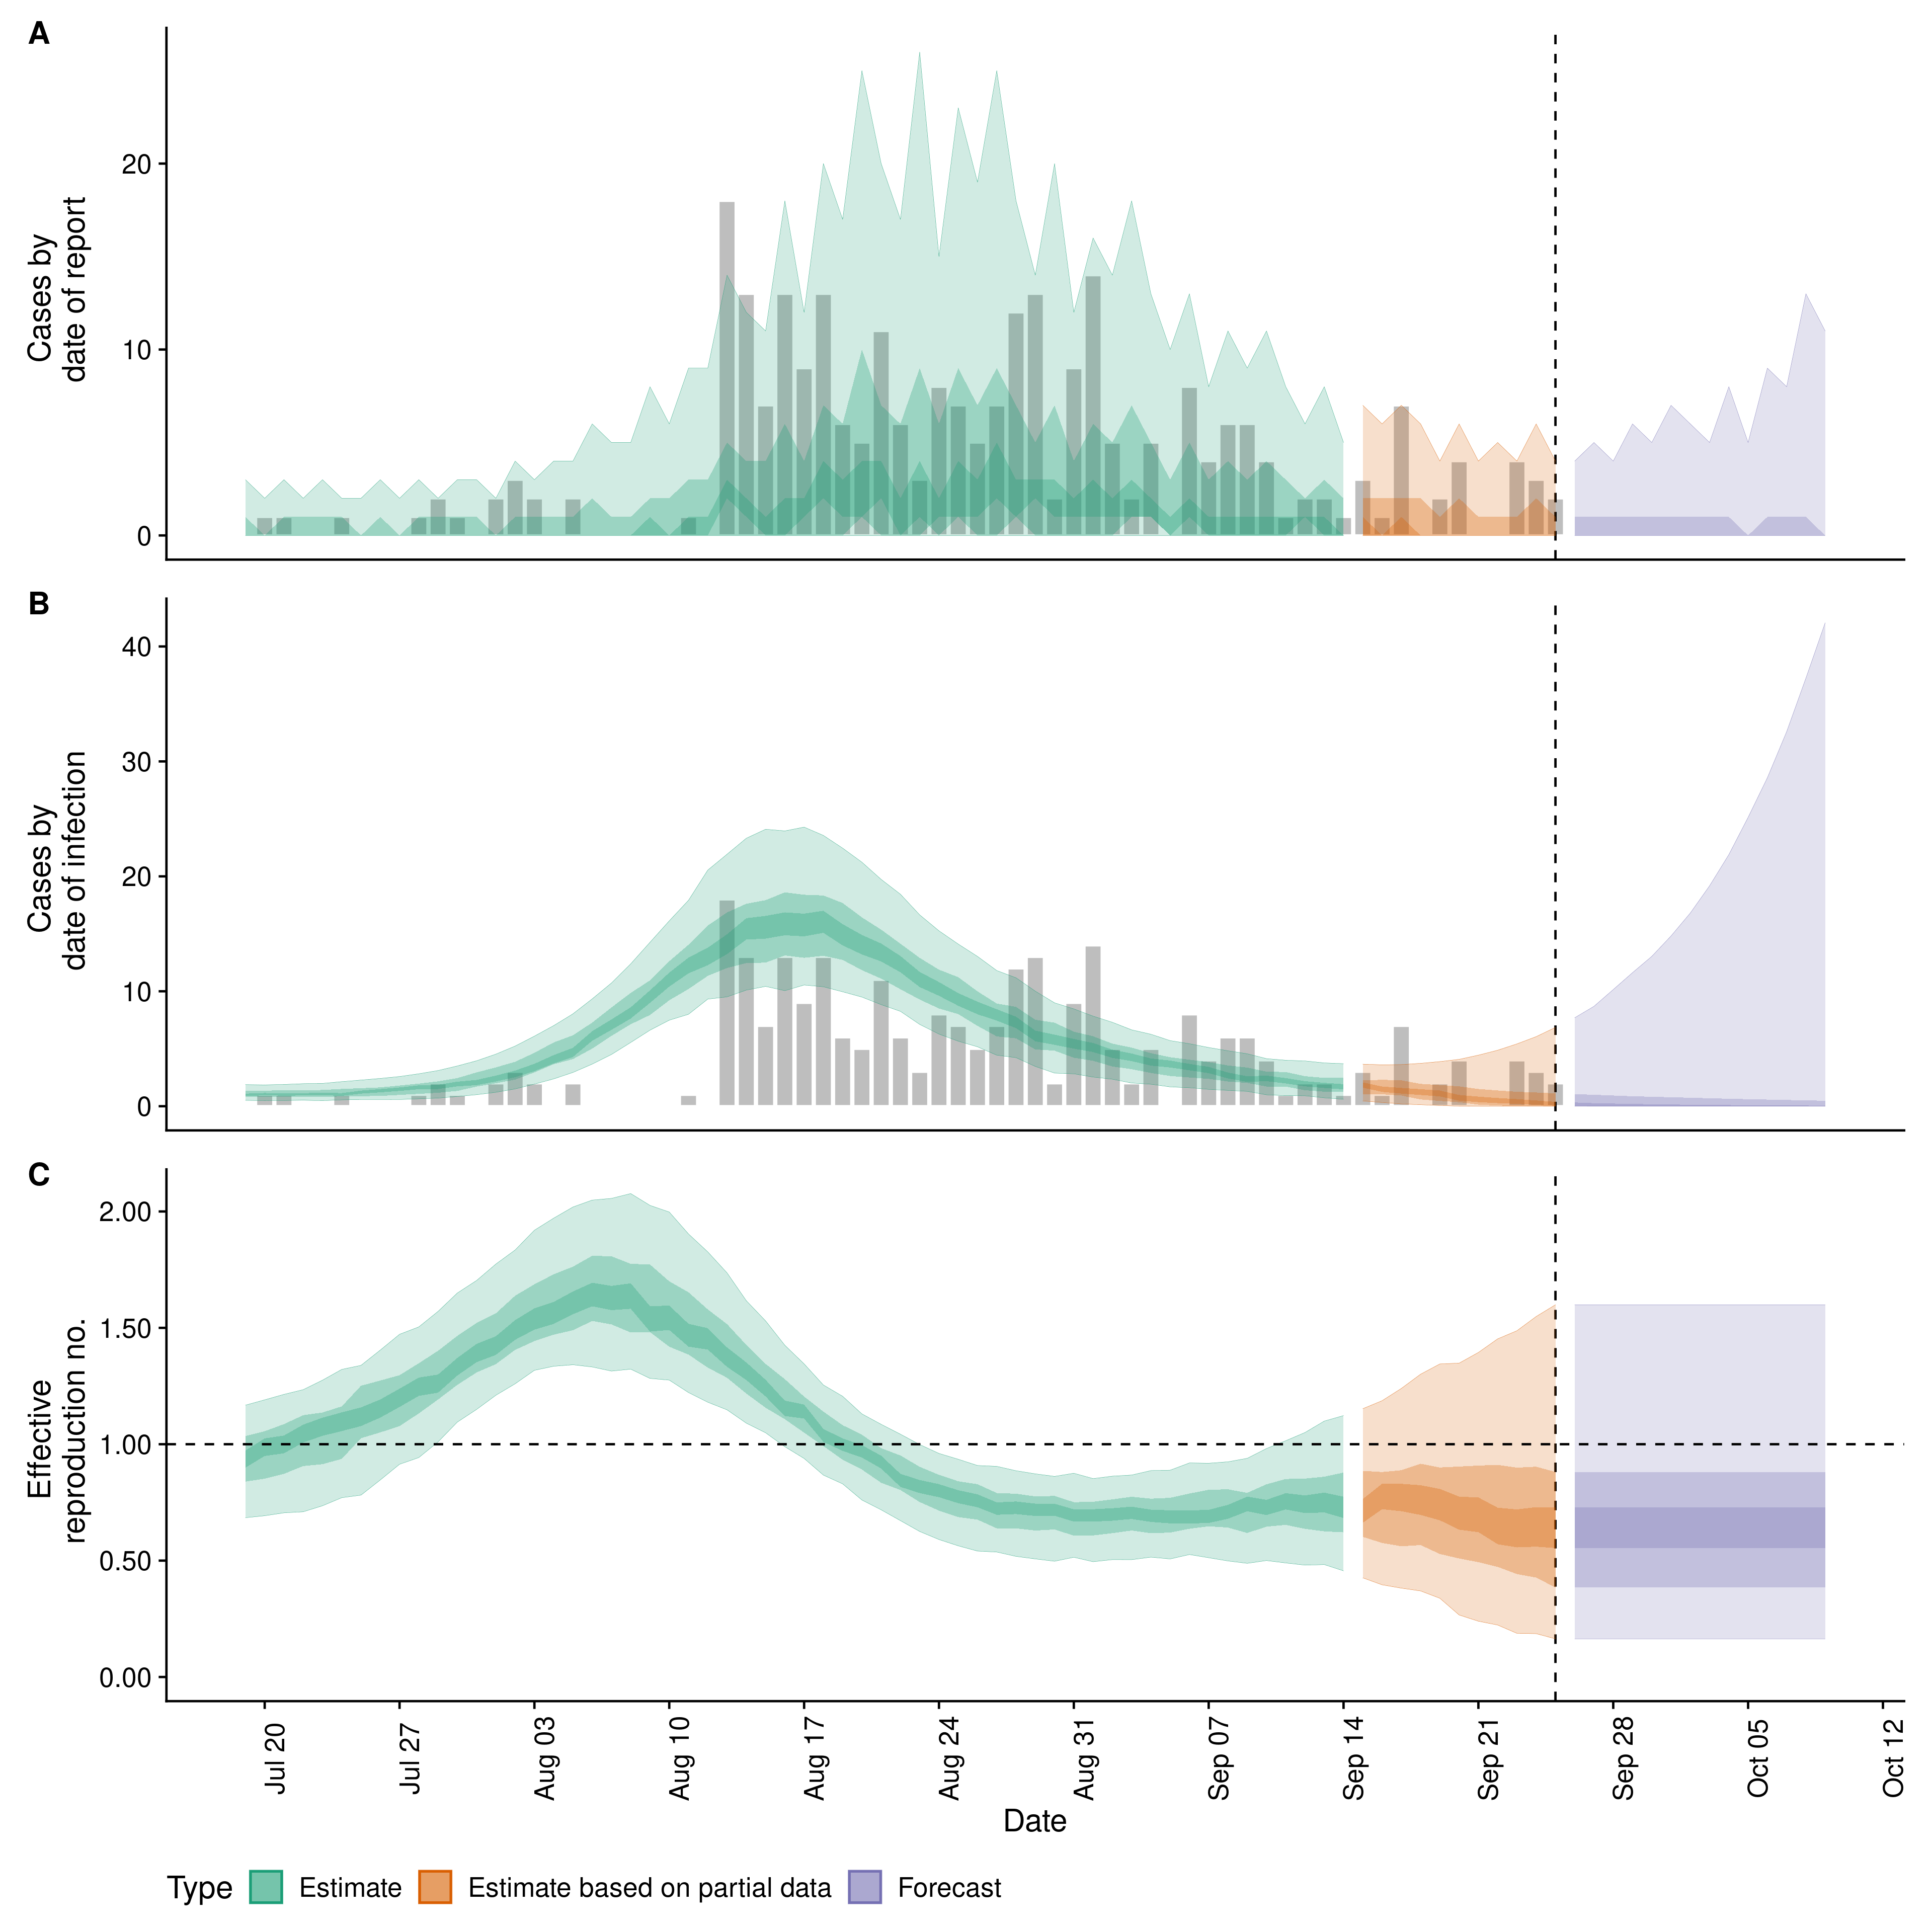 A
20
10
0
Cases by
date of report
B
40
30
20
10
0
Cases by
date of infection
C
2.00
1.50
1.00
0.50
0.00
Effective
reproduction no.
Jul 20
Jul 27
Aug 03
Aug 10
Aug 17
Aug 24
Aug 31
Sep 07
Sep 14
Sep 21
Sep 28
Oct 05
Oct 12
Date
Type Estimate Estimate based on partial data Forecast